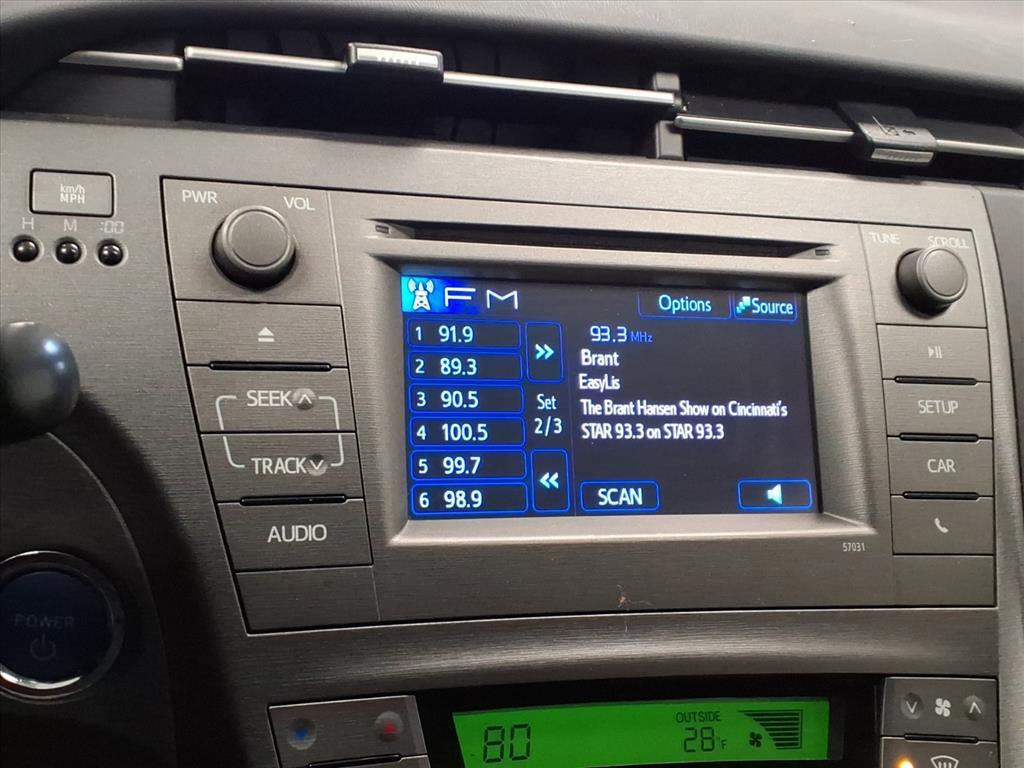 km/h
MPH
H M :00
PWR VOL
TUNE SCROLL
FM
Options
Source
1 91.9
2 89.3
3 90.5
4 100.5
5 99.7
6 98.9
Set
2/3
93.3 MHz
Brant
EasyLis
The Brant Hansen Show on Cincinnati's
STAR 93.3 on STAR 93.3
SCAN
SEEK
TRACK
AUDIO
SETUP
CAR
57031
POWER
80
OUTSIDE
28°F